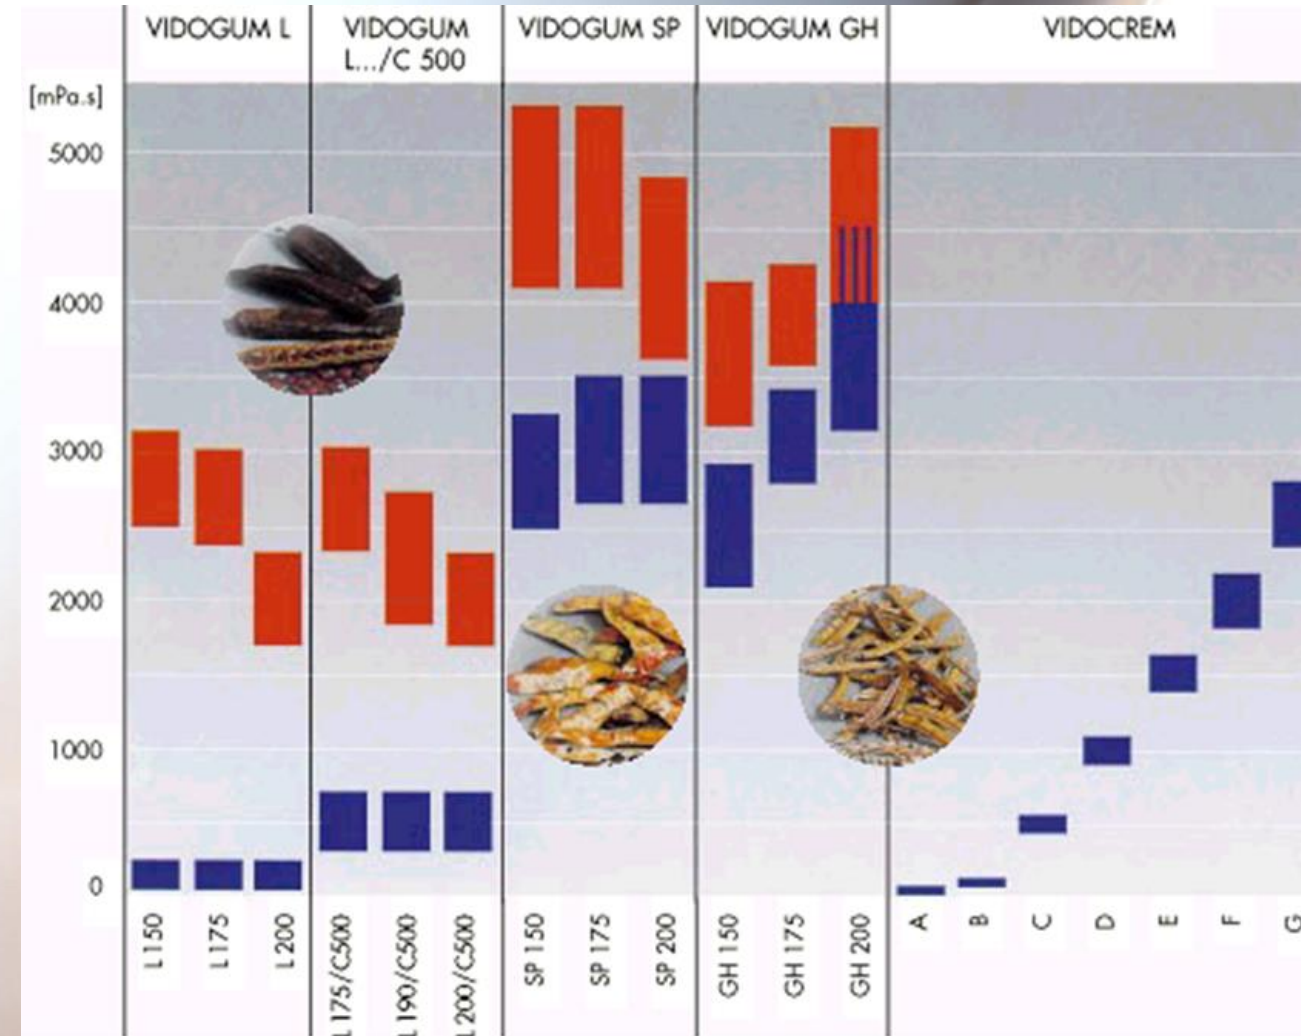 VIDOGUM L
VIDOGUM
L.../C 500
VIDOGUM SP
VIDOGUM GH
VIDOCREM
[mPa.s]
5000
4000
3000
2000
1000
0
L 150
L 175
L 200
L 175/C500
L 190/C500
L 200/C500
SP 150
SP 175
SP 200
GH 150
GH 175
GH 200
A
B
C
D
E
F
G